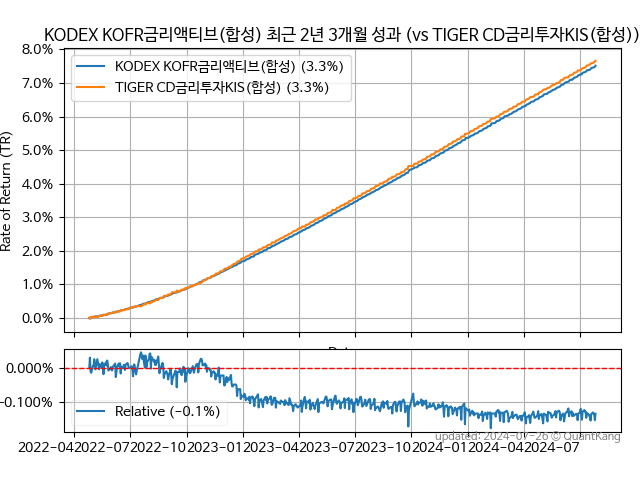 KODEX KOFR금리액티브(합성) 최근 2년 3개월 성과 (vs TIGER CD금리투자KIS(합성))
8.0%
KODEX KOFR금리액티브(합성) (3.3%)
TIGER CD금리투자KIS(합성) (3.3%)
7.0%
6.0%
5.0%
4.0%
3.0%
2.0%
1.0%
0.0%
Rate of Return (TR)
0.000%
-0.100%
Relative (-0.1%)
updated: 2024-07-26 © QuantKang
2022-04 2022-07 2022-10 2023-01 2023-04 2023-07 2023-10 2024-01 2024-04 2024-07